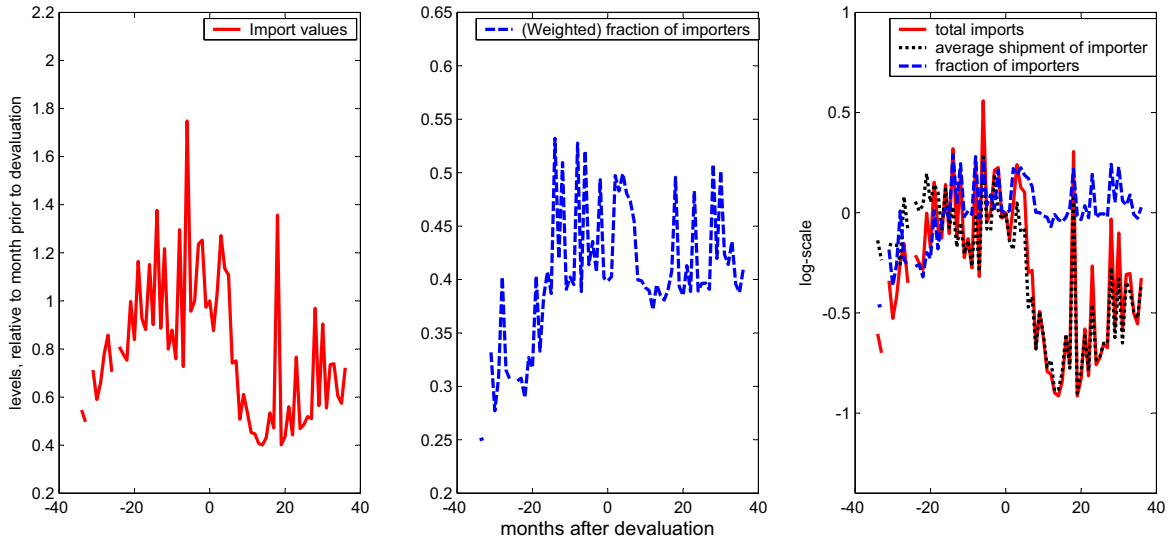 levels, relative to month prior to devaluation
2.2
2
1.8
1.6
1.4
1.2
1
0.8
0.6
0.4
0.2
-40 -20 0 20 40
Import values
0.65
0.6
0.55
0.5
0.45
0.4
0.35
0.3
0.25
0.2
-40 -20 0 20 40
(Weighted) fraction of importers
months after devaluation
log-scale
1
0.5
0
-0.5
-1
-40 -20 0 20 40
total imports
average shipment of importer
fraction of importers